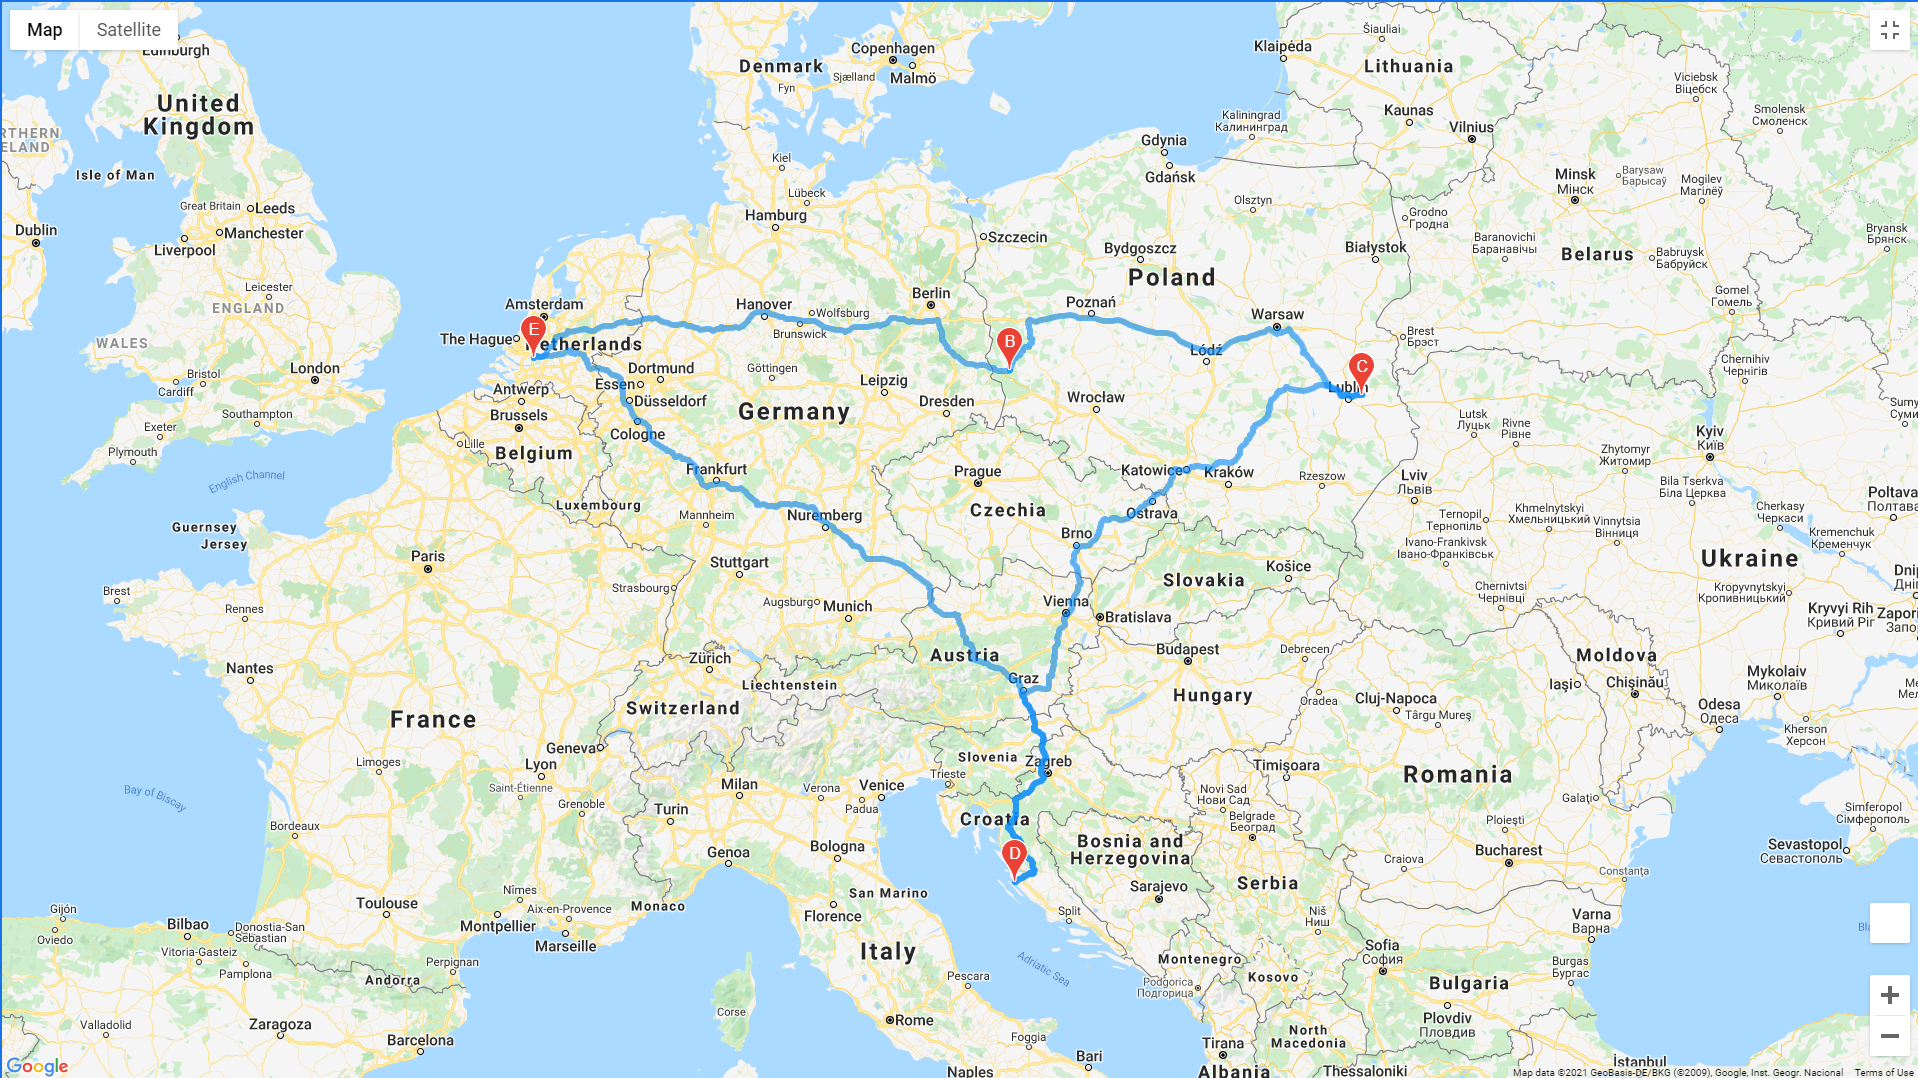 Map
Satellite
Edinburgh
United
Kingdom
Isle of Man
Great Britain
Leeds
Manchester
Dublin
Liverpool
Leicester
ENGLAND
WALES
Bristol
Cardiff
London
Southampton
Exeter
Plymouth
English Channel
Guernsey
Jersey
Denmark
Copenhagen
Sjælland
Malmö
Fyn
Kiel
Lübeck
Hamburg
Szczecin
Amsterdam
The Hague
E
Netherlands
Hanover
Wolfsburg
Brunswick
Berlin
Dortmund
Essen
Düsseldorf
Göttingen
Leipzig
Antwerp
Brussels
Lille
Belgium
Cologne
Germany
Dresden
Frankfurt
Luxembourg
Mannheim
Nuremberg
Stuttgart
Strasbourg
Augsburg
Munich
Klaipėda
Šiauliai
Lithuania
Kaunas
Vilnius
Kaliningrad
Калининград
Gdynia
Gdańsk
Olsztyn
Bydgoszcz
Białystok
Poland
Poznań
Warsaw
Łódź
B
C
Lublin
Wrocław
Katowice
Kraków
Rzeszow
Prague
Czechia
Ostrava
Brno
Viciebsk
Віцебск
Smolensk
Смоленск
Minsk
Мінск
Barysaw
Барысаў
Mogilev
Магілёў
Grodno
Гродна
Baranovichi
Баранавічы
Belarus
Babruysk
Бабруйск
Bryansk
Брянск
Gomel
Гомель
Brest
Брэст
Chernihiv
Чернігів
Lutsk
Луцьк
Rivne
Рівне
Kyiv
Київ
Zhytomyr
Житомир
Lviv
Львів
Bila Tserkva
Біла Церква
Cherkasy
Черкаси
Ternopil
Тернопіль
Khmelnytskyi
Хмельницький
Vinnytsia
Вінниця
Kremenchuk
Кременчук
Ivano-Frankivsk
Івано-Франківськ
Ukraine
Chernivtsi
Чернівці
Kropyvnytskyi
Кропивницький
Kryvyi Rih
Кривий Ріг
Paris
Brest
Rennes
Nantes
France
Limoges
Geneva
Lyon
Saint-Étienne
Grenoble
Bay of Biscay
Bordeaux
Toulouse
Nîmes
Aix-en-Provence
Montpellier
Marseille
Monaco
Zürich
Liechtenstein
Switzerland
Turin
Milan
Verona
Venice
Padua
Genoa
Bologna
San Marino
Florence
Italy
Pescara
Rome
Corse
Foggia
Bari
Naples
Slovakia
Košice
Vienna
Bratislava
Austria
Graz
Budapest
Debrecen
Hungary
Oradea
Slovenia
Trieste
Zagreb
Croatia
D
Bosnia and
Herzegovina
Sarajevo
Split
Adriatic Sea
Montenegro
Podgorica
Подгорица
Kosovo
Novi Sad
Нови Сад
Belgrade
Београд
Serbia
Niš
Ниш
Timișoara
Cluj-Napoca
Târgu Mureș
Moldova
Iași
Chișinău
Mykolaiv
Миколаїв
Odesa
Одеса
Kherson
Херсон
Romania
Galați
Ploiești
Craiova
Bucharest
Constanța
Simferopol
Сімферополь
Sevastopol
Севастополь
Varna
Варна
Sofia
София
Burgas
Бургас
Bulgaria
Plovdiv
Пловдив
North
Macedonia
Tirana
Albania
Thessaloniki
İstanbul
Gijón
Oviedo
Bilbao
Donostia-San
Sebastian
Vitoria-Gasteiz
Pamplona
Andorra
Perpignan
Valladolid
Zaragoza
Barcelona
Google
Map data ©2021 GeoBasis-DE/BKG (©2009), Google, Inst. Geogr. Nacional
Terms of Use